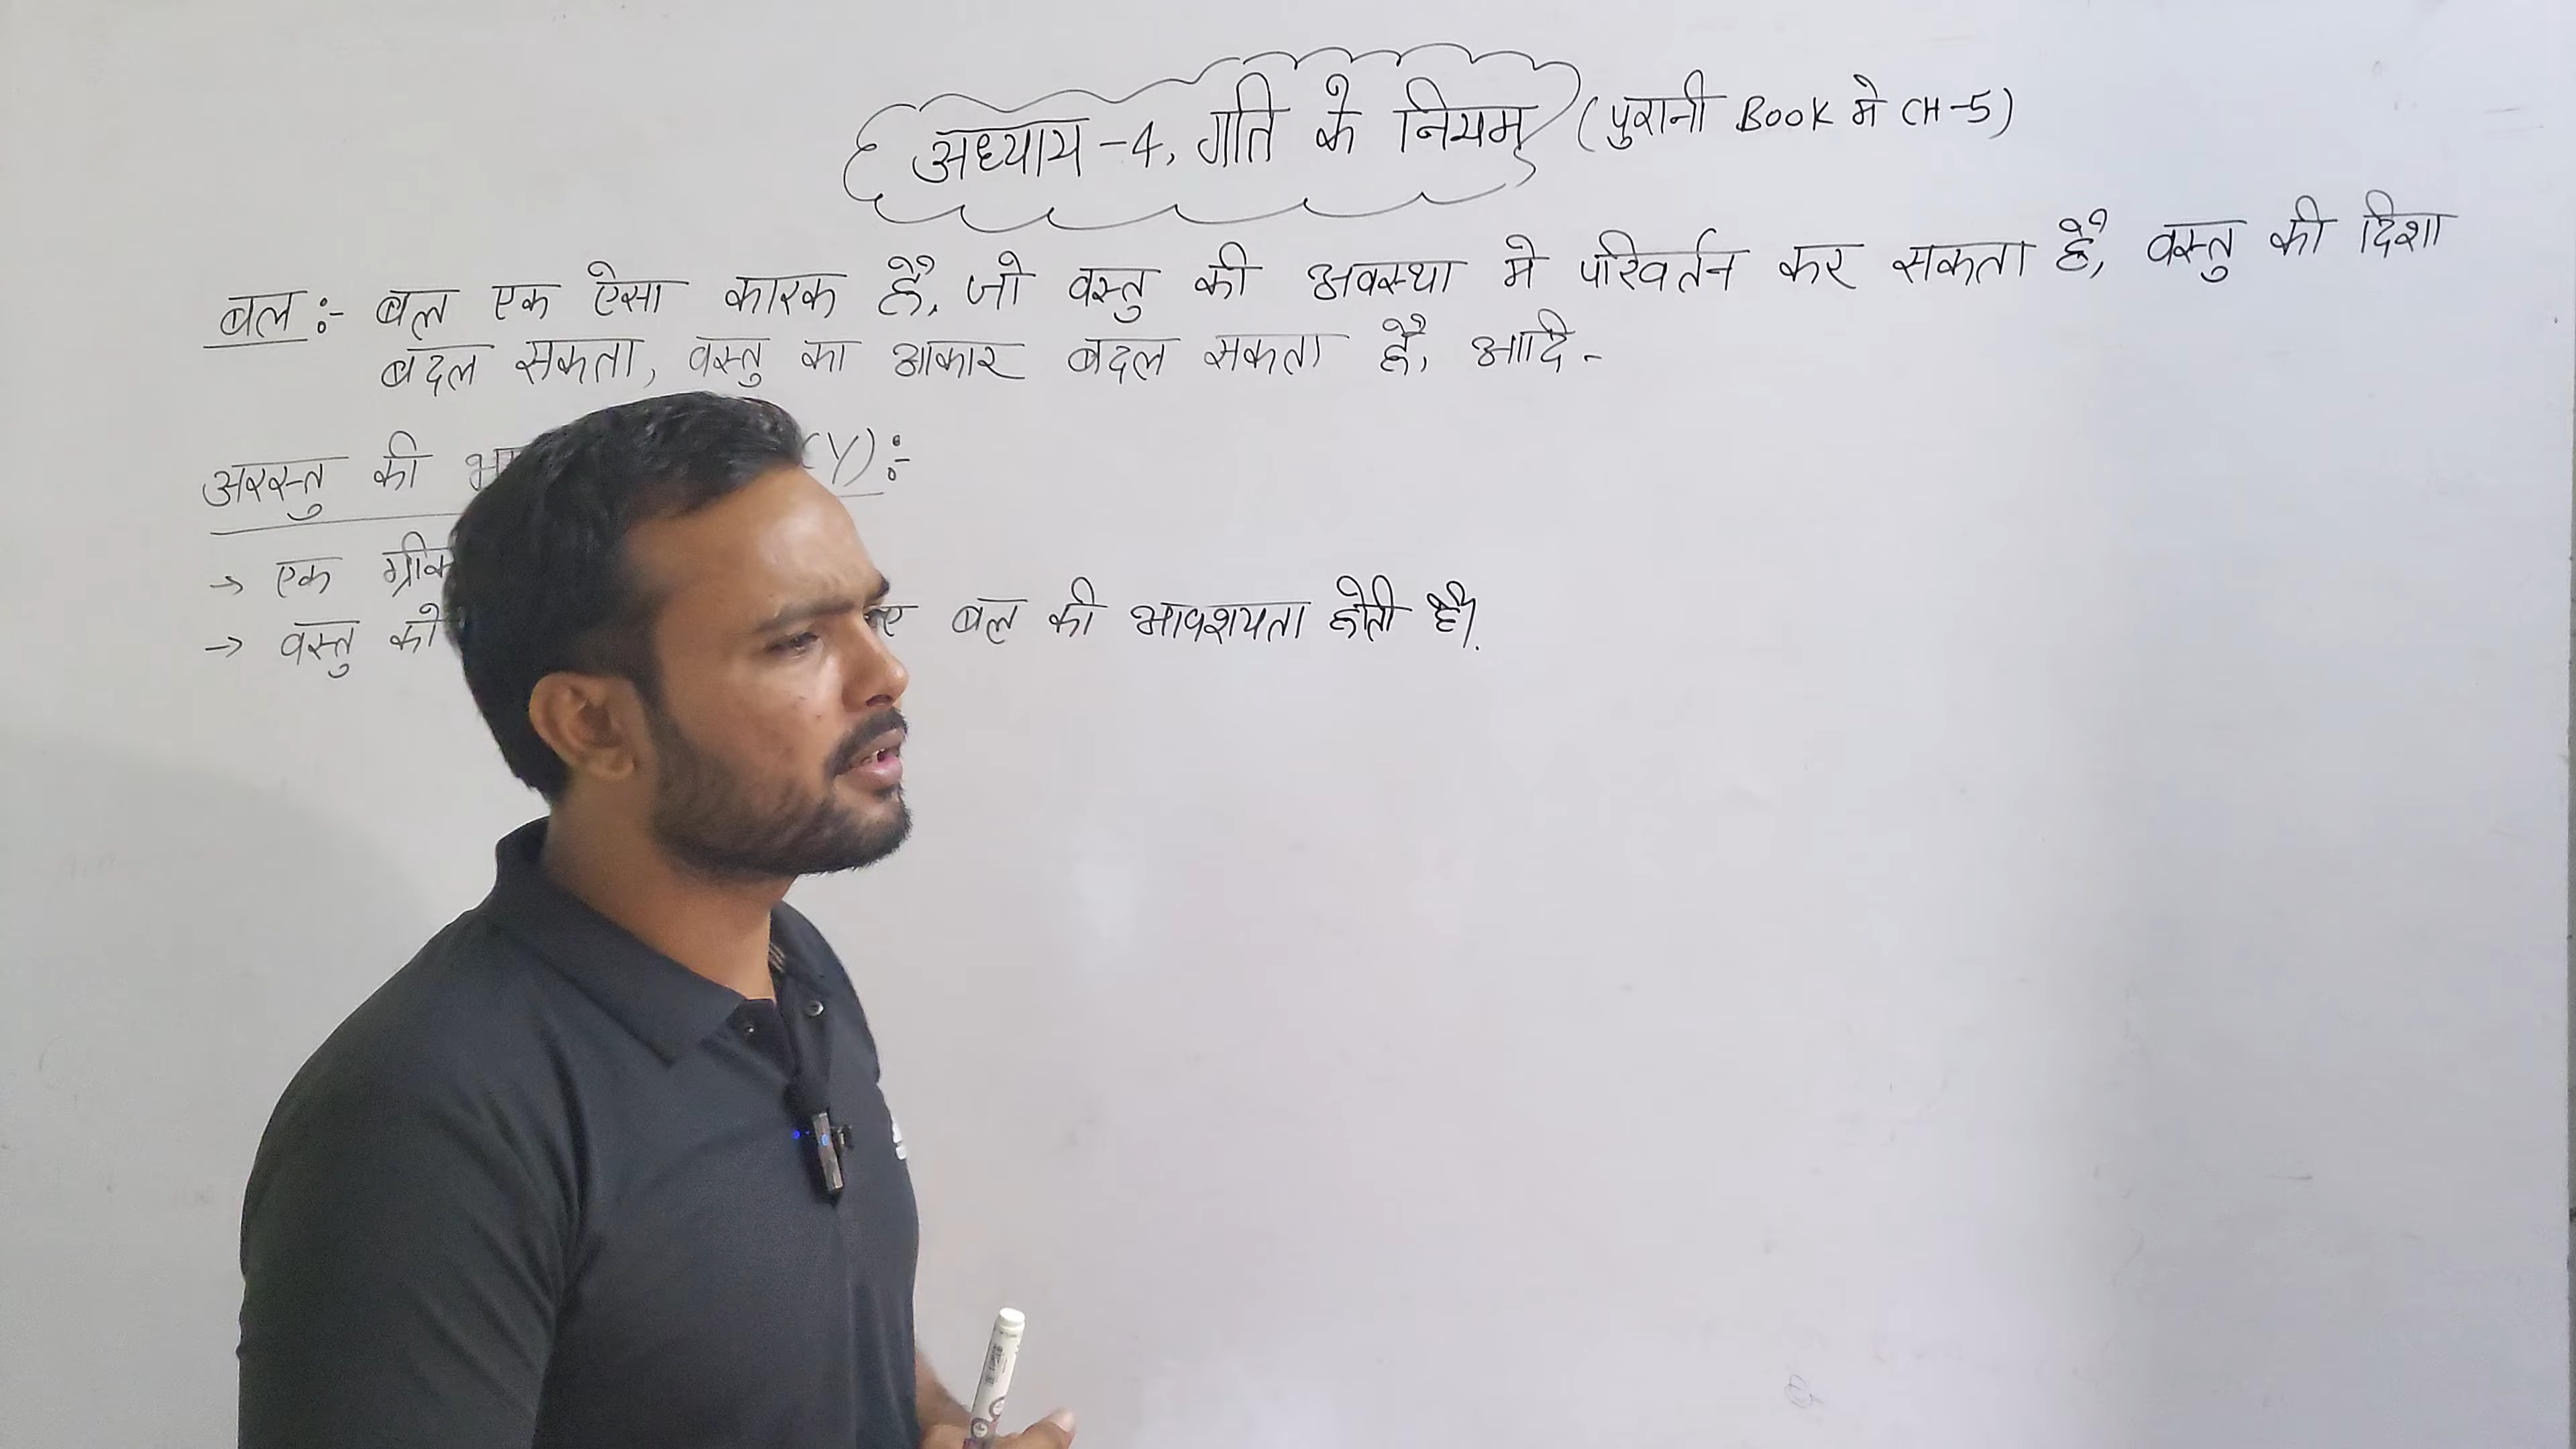 अध्याय -4, गति के नियम (पुरानी Book मे CH-5)
बल :- बल एक ऐसा कारक है, जो वस्तु की अवस्था मे परिवर्तन कर सकता है, वस्तु की दिशा
बदल सकता, वस्तु का आकार बदल सकता है, आदि -
अरस्तु की
→ एक
→ वस्तु को बल की आवशयता होती है।